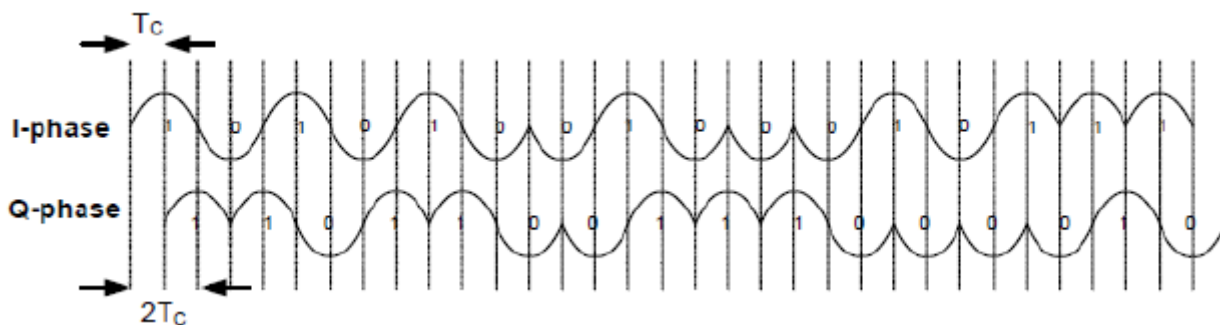 Tc
I-phase 1 0 1 0 1 0 0 1 0 0 0 1 0 1 1 1
Q-phase 1 1 0 1 1 0 0 1 1 1 0 0 0 0 1 0
2Tc